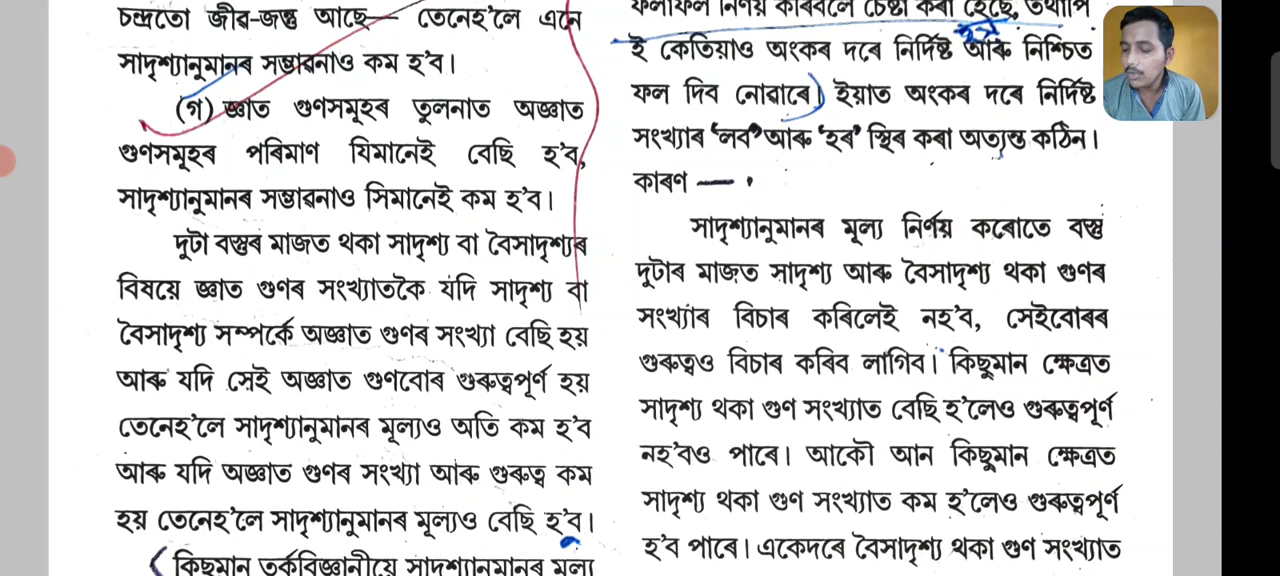 চন্দ্ৰতো জীৱ-জন্তু আছে— তেনেহ'লে এনে
সাদৃশ্যানুমানৰ সম্ভাৱনাও কম হ'ব।
(গ) জ্ঞাত গুণসমূহৰ তুলনাত অজ্ঞাত
গুণসমূহৰ পৰিমাণ যিমানেই বেছি হ'ব,
সাদৃশ্যানুমানৰ সম্ভাৱনাও সিমানেই কম হ'ব।
দুটা বস্তুৰ মাজত থকা সাদৃশ্য বা বৈসাদৃশ্যৰ
বিষয়ে জ্ঞাত গুণৰ সংখ্যাতকৈ যদি সাদৃশ্য বা
বৈসাদৃশ্য সম্পৰ্কে অজ্ঞাত গুণৰ সংখ্যা বেছি হয়
আৰু যদি সেই অজ্ঞাত গুণবোৰ গুৰুত্বপূৰ্ণ হয়
তেনেহ'লে সাদৃশ্যানুমানৰ মূল্যও অতি কম হ'ব
আৰু যদি অজ্ঞাত গুণৰ সংখ্যা আৰু গুৰুত্ব কম
হয় তেনেহ'লে সাদৃশ্যানুমানৰ মূল্যও বেছি হ'ব।
কিছুমান তৰ্কবিজ্ঞানীয়ে সাদৃশ্যানুমানৰ মূল্য
ফলাফল নিৰ্ণয় কৰিবলৈ চেষ্টা কৰা হৈছে, তথাপি
ই কেতিয়াও অংকৰ দৰে নিৰ্দিষ্ট আৰু নিশ্চিত
ফল দিব নোৱাৰে। ইয়াত অংকৰ দৰে নিৰ্দিষ্ট
সংখ্যাৰ 'লব' আৰু 'হৰ' স্থিৰ কৰা অত্যন্ত কঠিন।
কাৰণ —
সাদৃশ্যানুমানৰ মূল্য নিৰ্ণয় কৰোতে বস্তু
দুটাৰ মাজত সাদৃশ্য আৰু বৈসাদৃশ্য থকা গুণৰ
সংখ্যাৰ বিচাৰ কৰিলেই নহ'ব, সেইবোৰৰ
গুৰুত্বও বিচাৰ কৰিব লাগিব। কিছুমান ক্ষেত্ৰত
সাদৃশ্য থকা গুণ সংখ্যাত বেছি হ'লেও গুৰুত্বপূৰ্ণ
নহ'বও পাৰে। আকৌ আন কিছুমান ক্ষেত্ৰত
সাদৃশ্য থকা গুণ সংখ্যাত কম হ'লেও গুৰুত্বপূৰ্ণ
হ'ব পাৰে। একেদৰে বৈসাদৃশ্য থকা গুণ সংখ্যাত